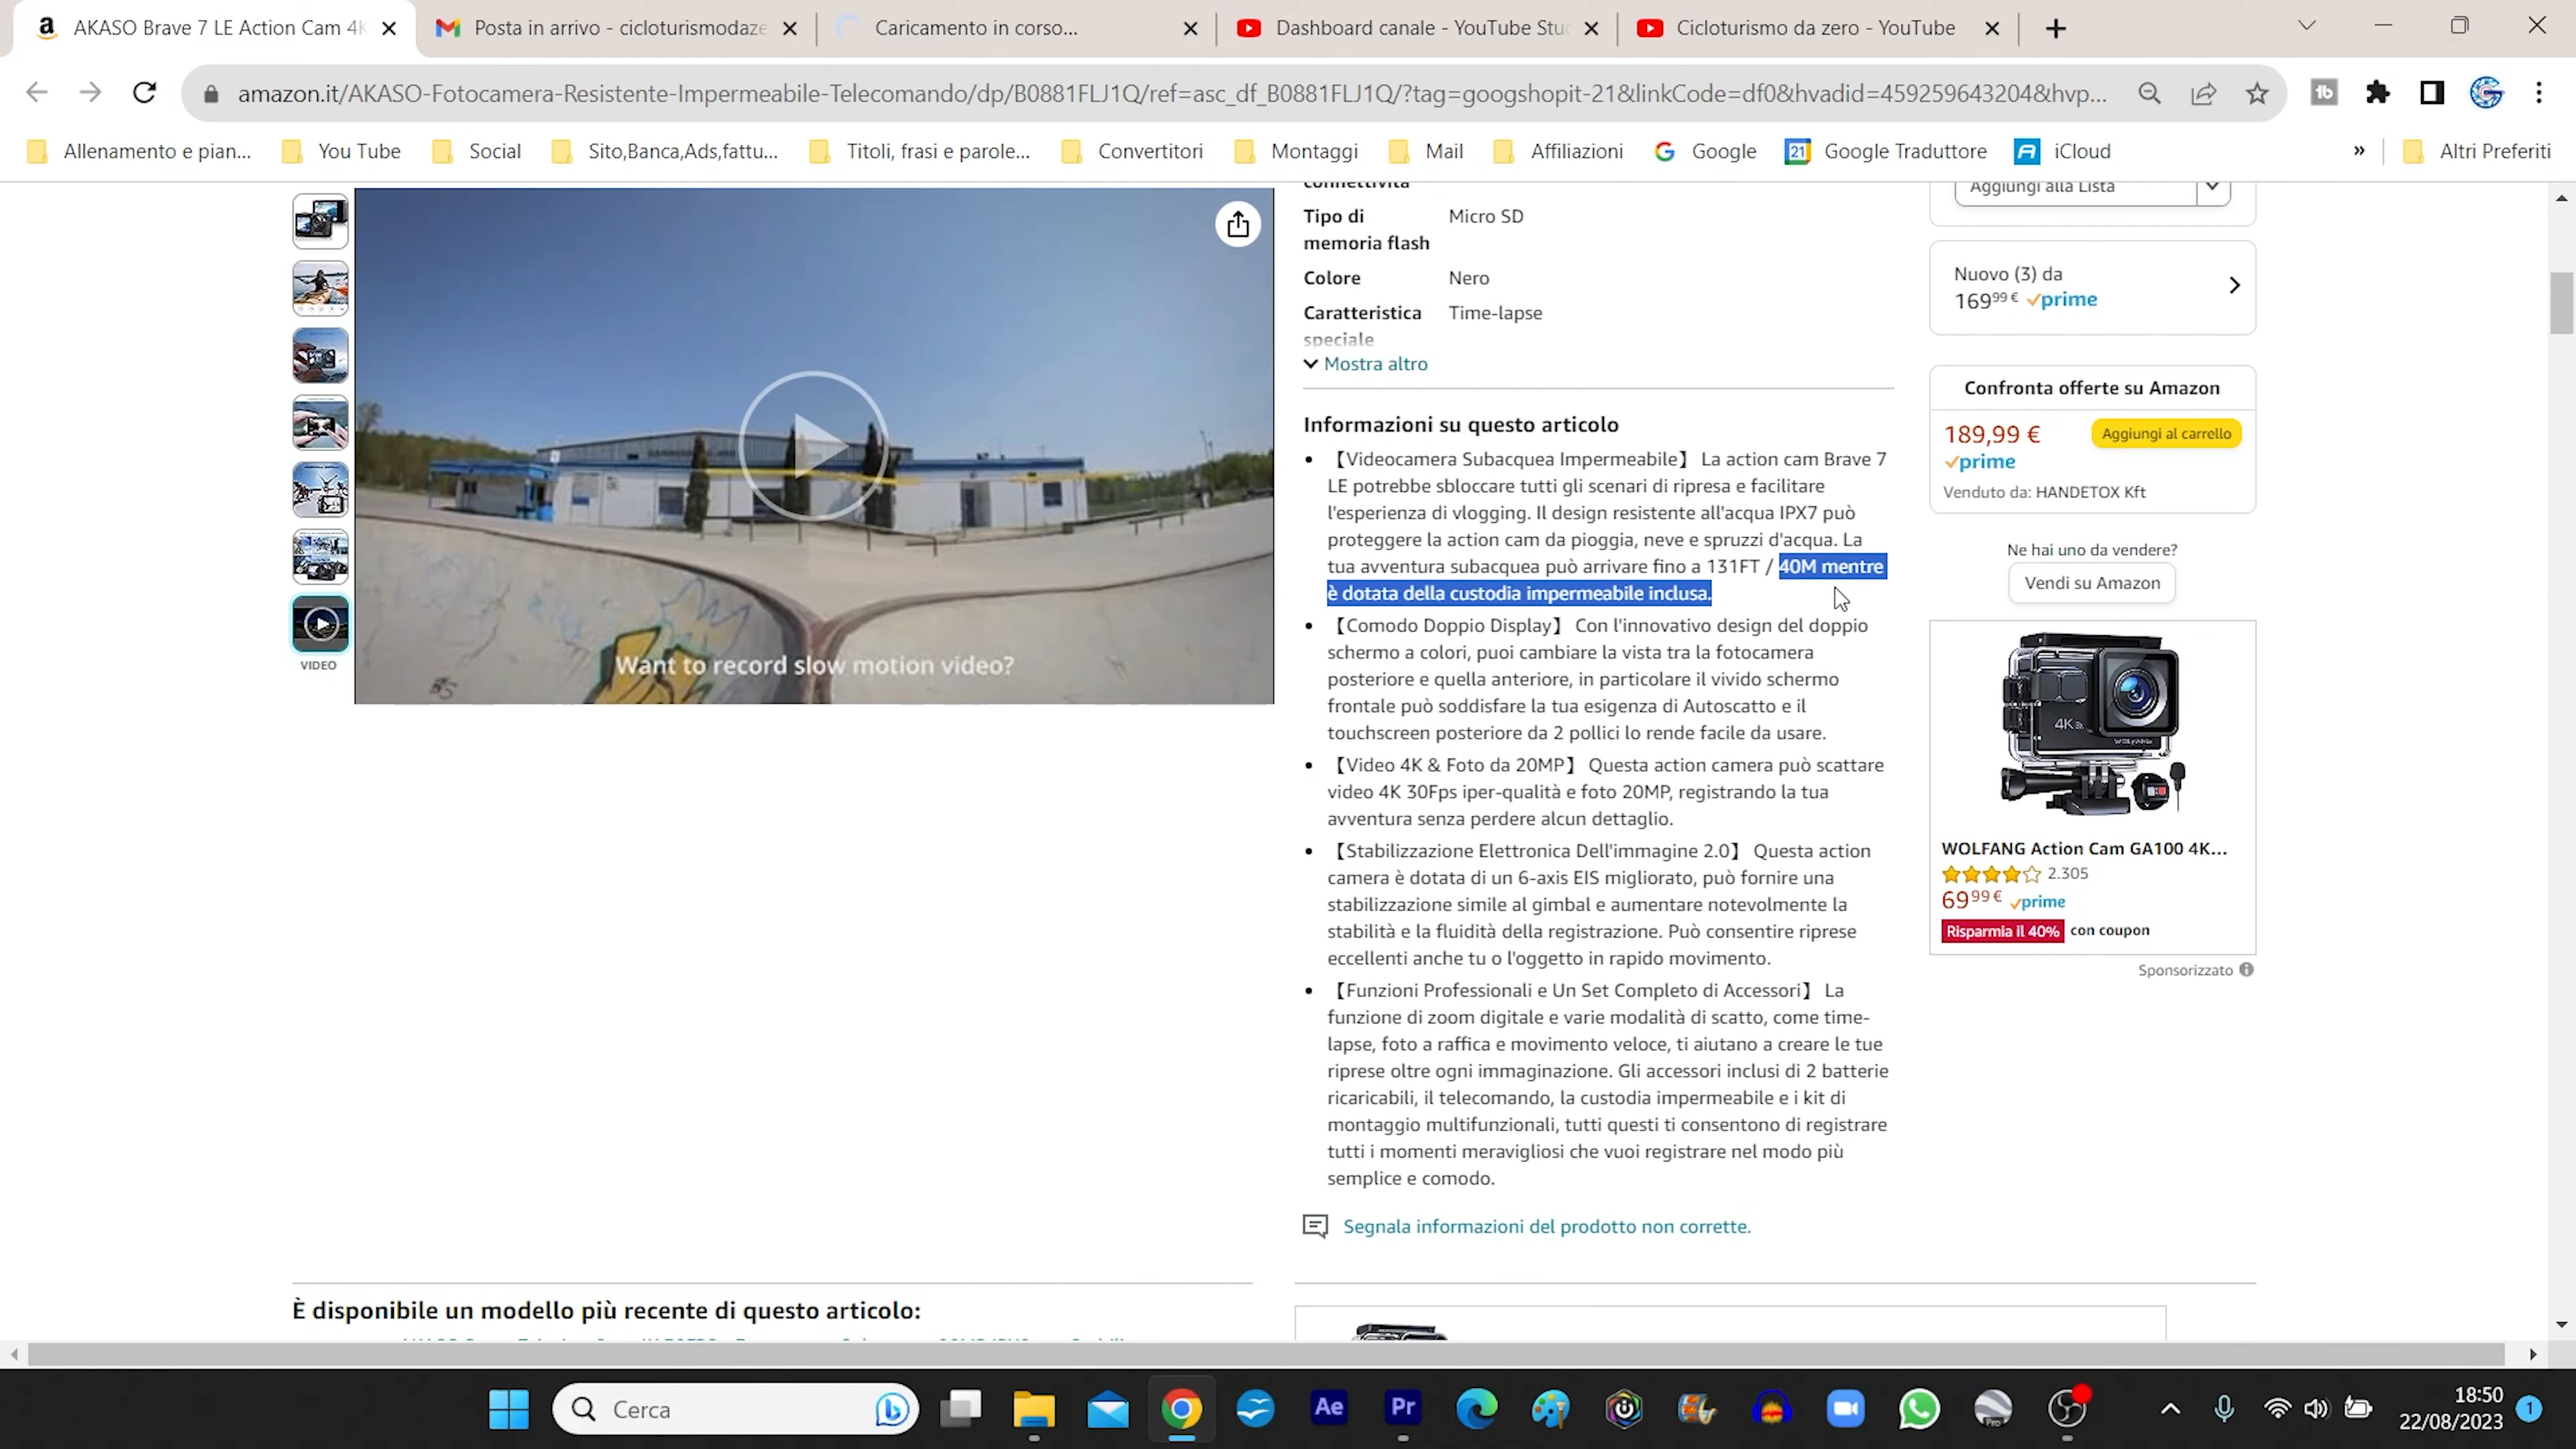 AKASO Brave 7 LE Action Cam 4K
Posta in arrivo - cicloturismodaze
Caricamento in corso...
Dashboard canale - YouTube Stu
Cicloturismo da zero - YouTube
amazon.it/AKASO-Fotocamera-Resistente-Impermeabile-Telecomando/dp/B0881FLJ1Q/ref=asc_df_B0881FLJ1Q/?tag=googshopit-21&linkCode=df0&hvadid=459259643204&hvp...
Allenamento e pian...
You Tube
Social
Sito,Banca,Ads,fattu...
Titoli, frasi e parole...
Convertitori
Montaggi
Mail
Affiliazioni
Google
Google Traduttore
iCloud
»
Altri Preferiti
VIDEO
Want to record slow motion video?
connettività
Tipo di memoria flash Micro SD
Colore Nero
Caratteristica speciale Time-lapse
Mostra altro
Informazioni su questo articolo
【Videocamera Subacquea Impermeabile】 La action cam Brave 7
LE potrebbe sbloccare tutti gli scenari di ripresa e facilitare
l'esperienza di vlogging. Il design resistente all'acqua IPX7 può
proteggere la action cam da pioggia, neve e spruzzi d'acqua. La
tua avventura subacquea può arrivare fino a 131FT / 40M mentre
è dotata della custodia impermeabile inclusa.
【Comodo Doppio Display】 Con l'innovativo design del doppio
schermo a colori, puoi cambiare la vista tra la fotocamera
posteriore e quella anteriore, in particolare il vivido schermo
frontale può soddisfare la tua esigenza di Autoscatto e il
touchscreen posteriore da 2 pollici lo rende facile da usare.
【Video 4K & Foto da 20MP】 Questa action camera può scattare
video 4K 30Fps iper-qualità e foto 20MP, registrando la tua
avventura senza perdere alcun dettaglio.
【Stabilizzazione Elettronica Dell'immagine 2.0】 Questa action
camera è dotata di un 6-axis EIS migliorato, può fornire una
stabilizzazione simile al gimbal e aumentare notevolmente la
stabilità e la fluidità della registrazione. Può consentire riprese
eccellenti anche tu o l'oggetto in rapido movimento.
【Funzioni Professionali e Un Set Completo di Accessori】 La
funzione di zoom digitale e varie modalità di scatto, come time-
lapse, foto a raffica e movimento veloce, ti aiutano a creare le tue
riprese oltre ogni immaginazione. Gli accessori inclusi di 2 batterie
ricaricabili, il telecomando, la custodia impermeabile e i kit di
montaggio multifunzionali, tutti questi ti consentono di registrare
tutti i momenti meravigliosi che vuoi registrare nel modo più
semplice e comodo.
Segnala informazioni del prodotto non corrette.
Aggiungi alla Lista
Nuovo (3) da
169,99 € prime
Confronta offerte su Amazon
189,99 € Aggiungi al carrello
prime
Venduto da: HANDETOX Kft
Ne hai uno da vendere?
Vendi su Amazon
4K
WOLFANG Action Cam GA100 4K...
2.305
69,99 € prime
Risparmia il 40% con coupon
Sponsorizzato
È disponibile un modello più recente di questo articolo:
Cerca
Ae
Pr
Pro
18:50
22/08/2023
1